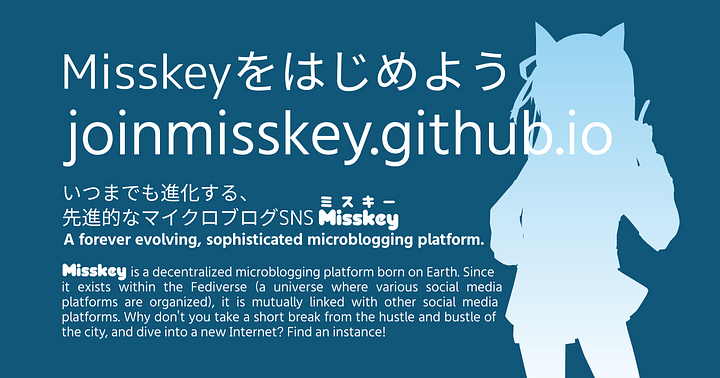 Misskeyをはじめよう
joinmisskey.github.io
いつまでも進化する、
ミスキー
先進的なマイクロブログSNS Misskey
A forever evolving, sophisticated microblogging platform.
Misskey is a decentralized microblogging platform born on Earth. Since
it exists within the Fediverse (a universe where various social media
platforms are organized), it is mutually linked with other social media
platforms. Why don't you take a short break from the hustle and bustle of
the city, and dive into a new Internet? Find an instance!